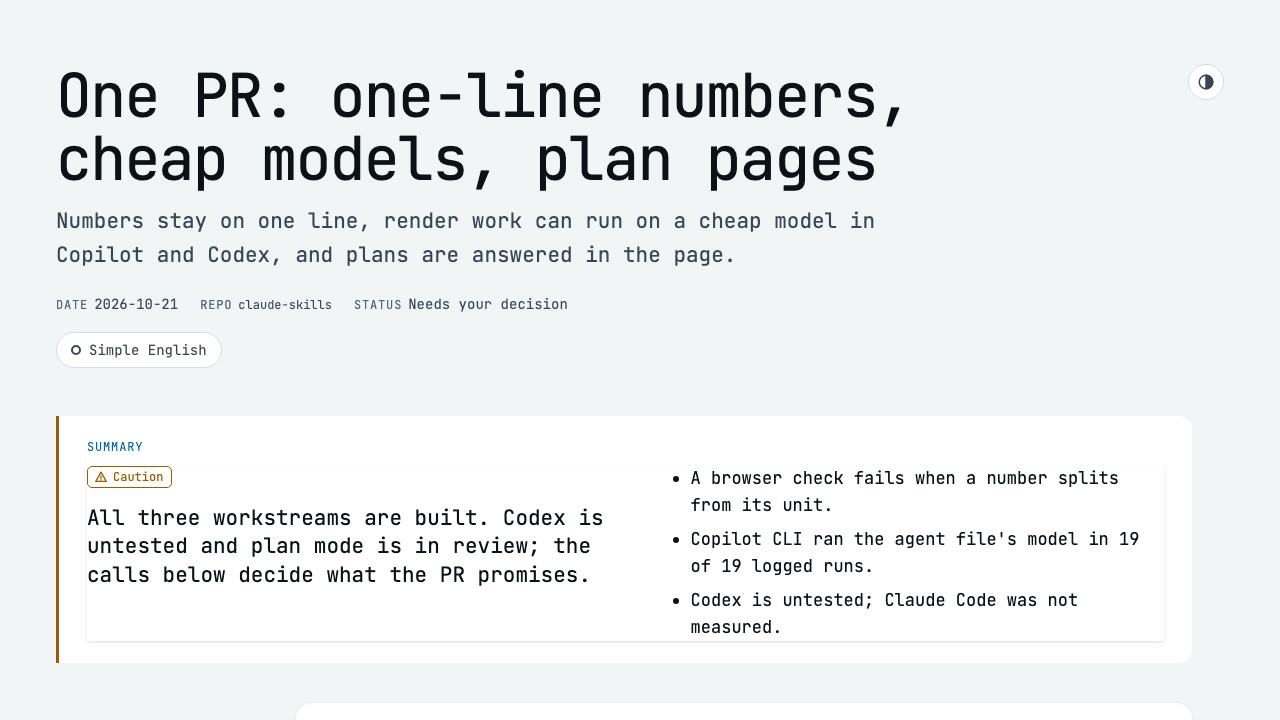 One PR: one-line numbers,
cheap models, plan pages
Numbers stay on one line, render work can run on a cheap model in
Copilot and Codex, and plans are answered in the page.
DATE 2026-10-21 REPO claude-skills STATUS Needs your decision
Simple English
SUMMARY
Caution
All three workstreams are built. Codex is
untested and plan mode is in review; the
calls below decide what the PR promises.
A browser check fails when a number splits
from its unit.
Copilot CLI ran the agent file's model in 19
of 19 logged runs.
Codex is untested; Claude Code was not
measured.